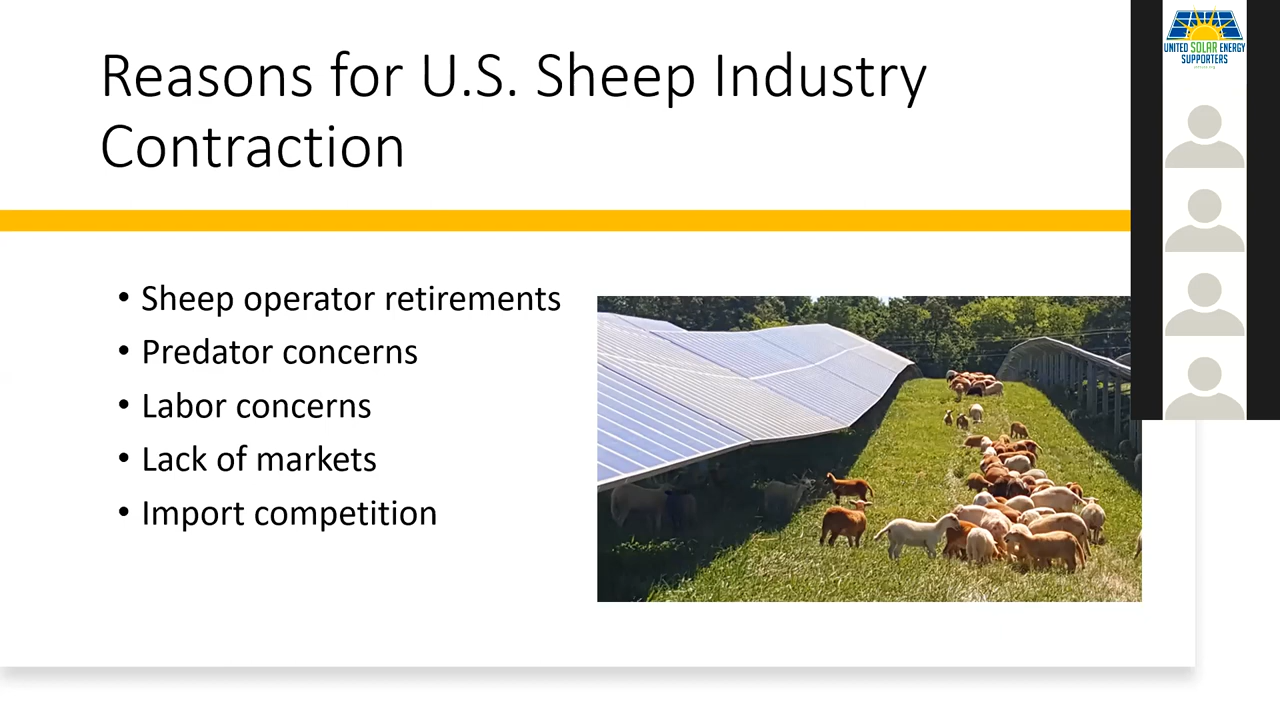 Reasons for U.S. Sheep Industry
Contraction
• Sheep operator retirements
• Predator concerns
• Labor concerns
• Lack of markets
• Import competition
UNITED SOLAR ENERGY
SUPPORTERS